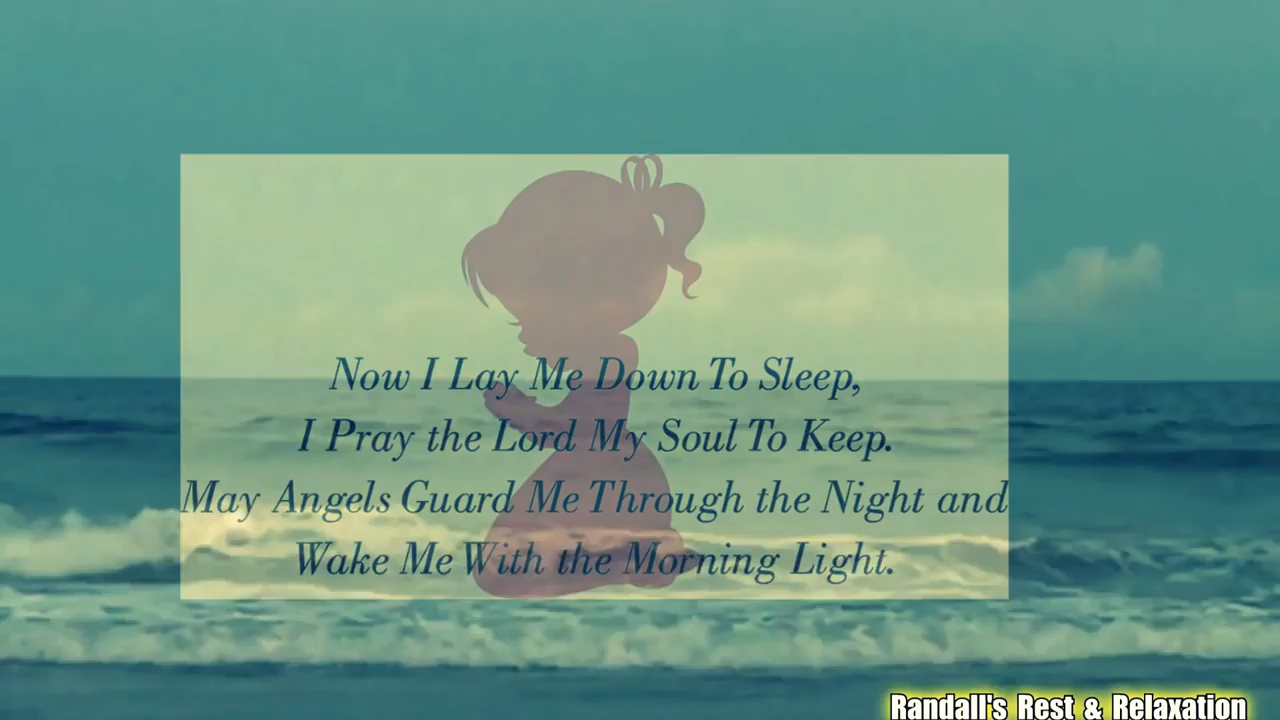 Now I Lay Me Down To Sleep,
I Pray the Lord My Soul To Keep.
May Angels Guard Me Through the Night and
Wake Me With the Morning Light.
Randall's Rest & Relaxation